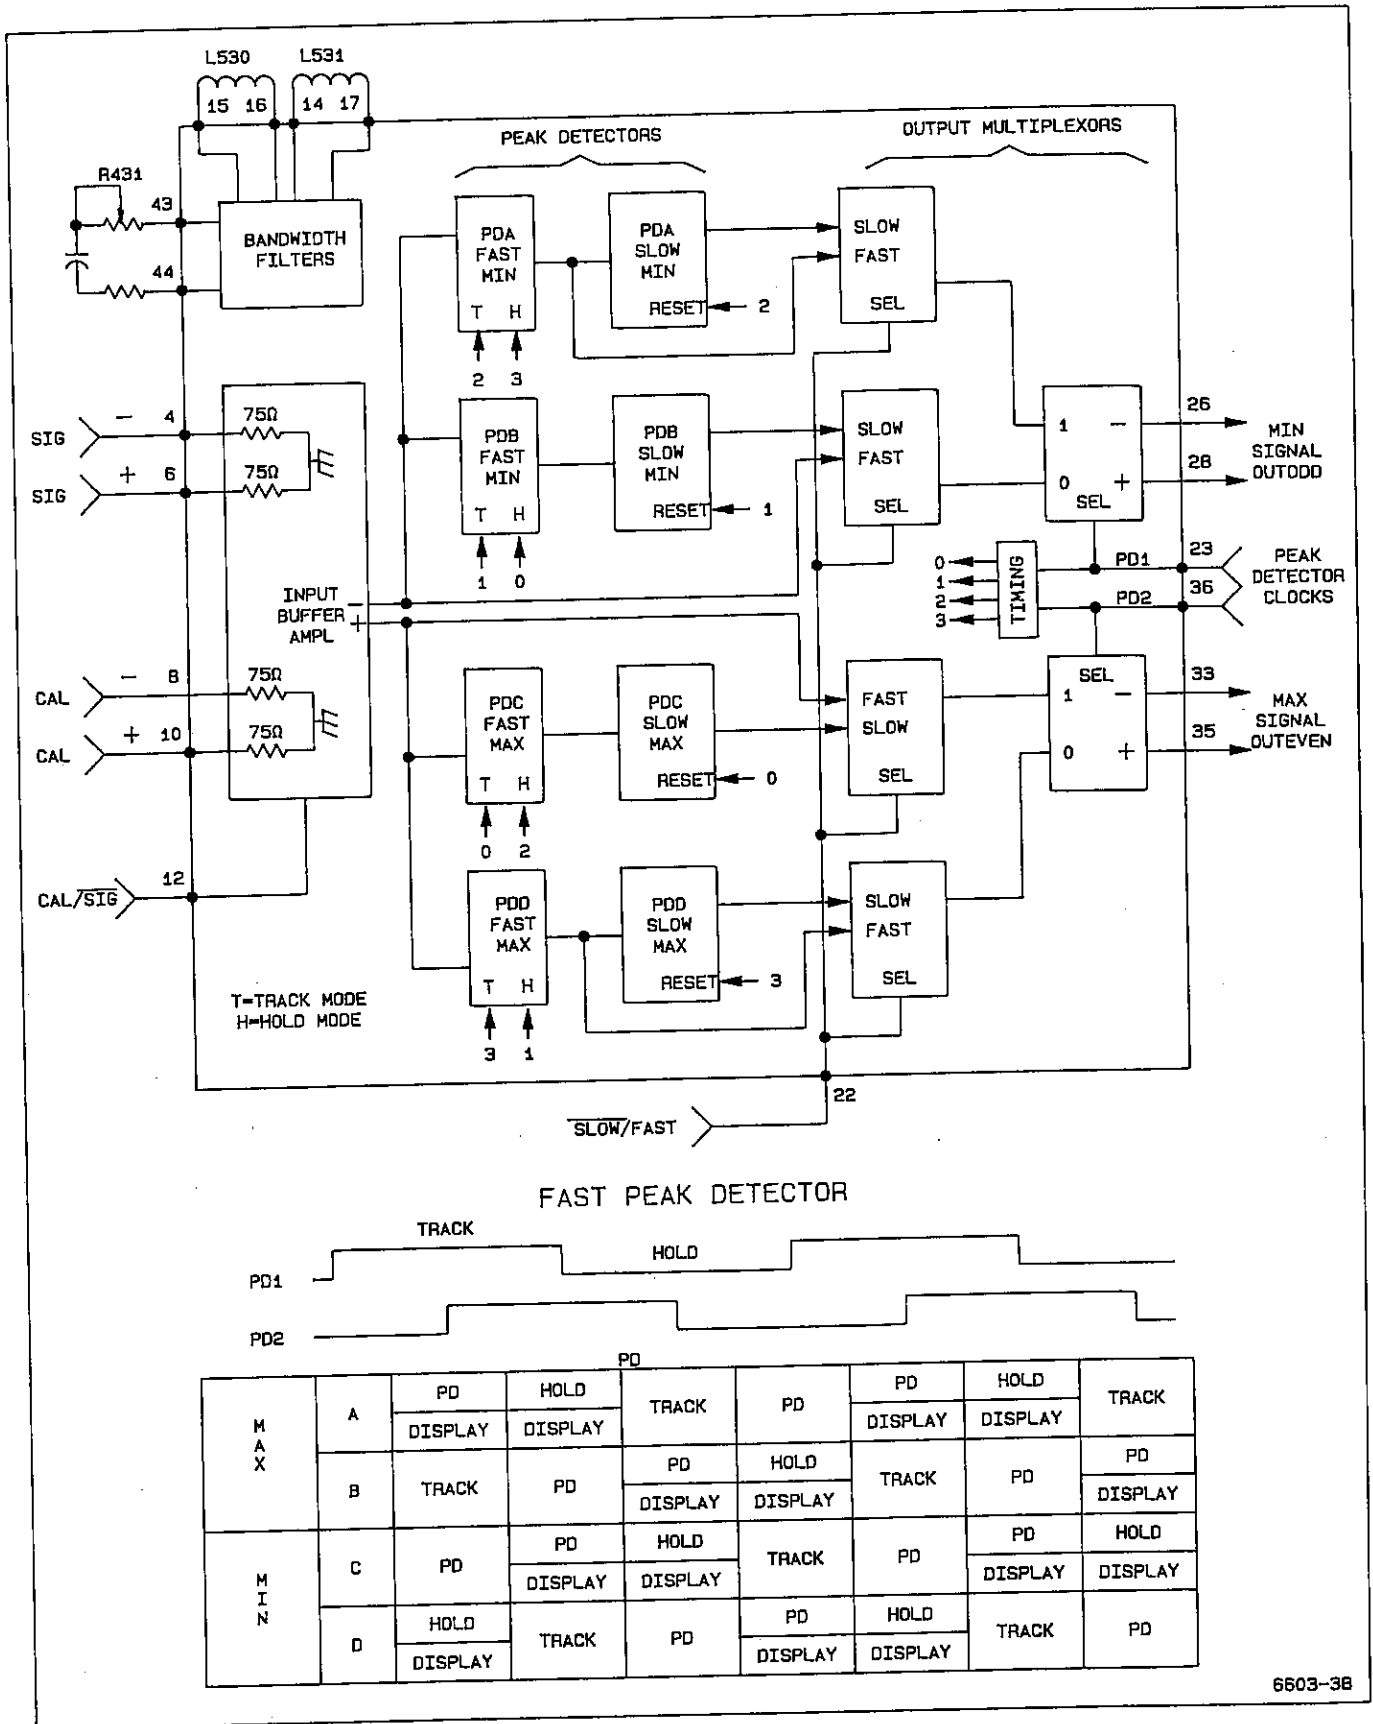 L530 L531
15 16 14 17
PEAK DETECTORS
OUTPUT MULTIPLEXORS
R431
43
44
BANDWIDTH
FILTERS
PDA
FAST
MIN
T H
2 3
PDA
SLOW
MIN
RESET 2
SLOW
FAST
SEL
SIG - 4 75Ω
SIG + 6 75Ω
PDB
FAST
MIN
T H
1 0
PDB
SLOW
MIN
RESET 1
SLOW
FAST
SEL
1 -
0 +
SEL
26
28
MIN
SIGNAL
OUTODD
INPUT
BUFFER
AMPL
-
+
0
1
2
3
TIMING
PD1
PD2
23
36
PEAK
DETECTOR
CLOCKS
CAL - 8 75Ω
CAL + 10 75Ω
PDC
FAST
MAX
T H
0 2
PDC
SLOW
MAX
RESET 0
FAST
SLOW
SEL
SEL
1 -
0 +
33
35
MAX
SIGNAL
OUTEVEN
CAL/S̅I̅G̅ 12
PDD
FAST
MAX
T H
3 1
PDD
SLOW
MAX
RESET 3
SLOW
FAST
SEL
T=TRACK MODE
H=HOLD MODE
22
S̅L̅O̅W̅/FAST
FAST PEAK DETECTOR
TRACK
HOLD
PD1
PD2
PD
MAX
A PD DISPLAY HOLD DISPLAY TRACK PD PD DISPLAY HOLD DISPLAY TRACK
B TRACK PD PD DISPLAY HOLD DISPLAY TRACK PD PD DISPLAY
MIN
C PD PD DISPLAY HOLD DISPLAY TRACK PD PD DISPLAY HOLD DISPLAY
D HOLD DISPLAY TRACK PD PD DISPLAY HOLD DISPLAY TRACK PD
6603-38